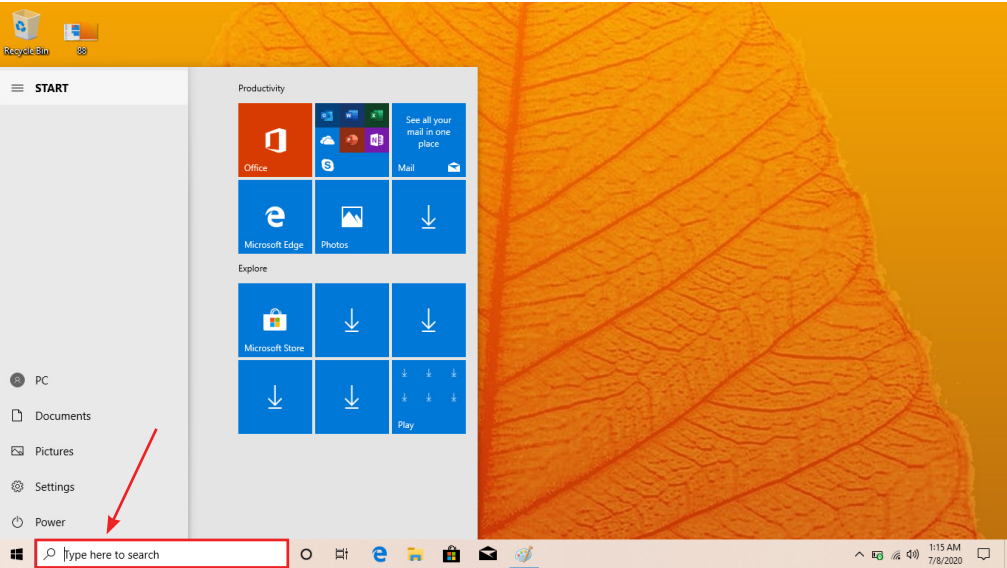 Recycle Bin
88
START
Productivity
Office
See all your
mail in one
place
Mail
Microsoft Edge
Photos
Explore
Microsoft Store
Play
PC
Documents
Pictures
Settings
Power
Type here to search
1:15 AM
7/8/2020